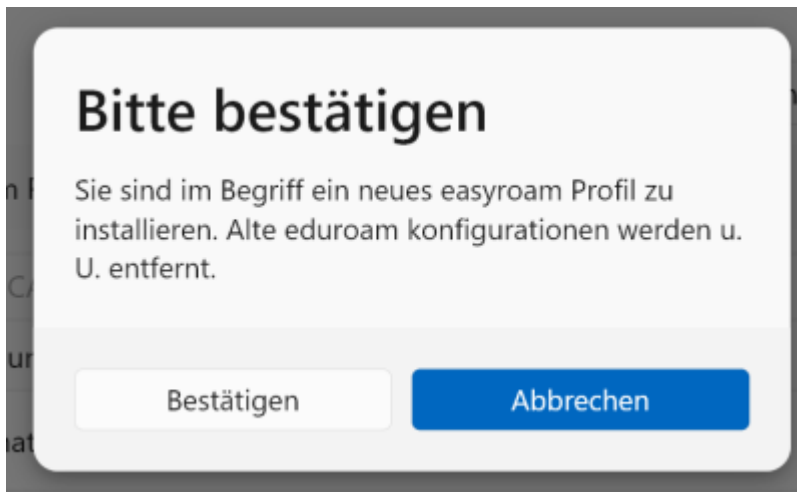 Bitte bestätigen
Sie sind im Begriff ein neues easyroam Profil zu
installieren. Alte eduroam konfigurationen werden u.
U. entfernt.
Bestätigen
Abbrechen